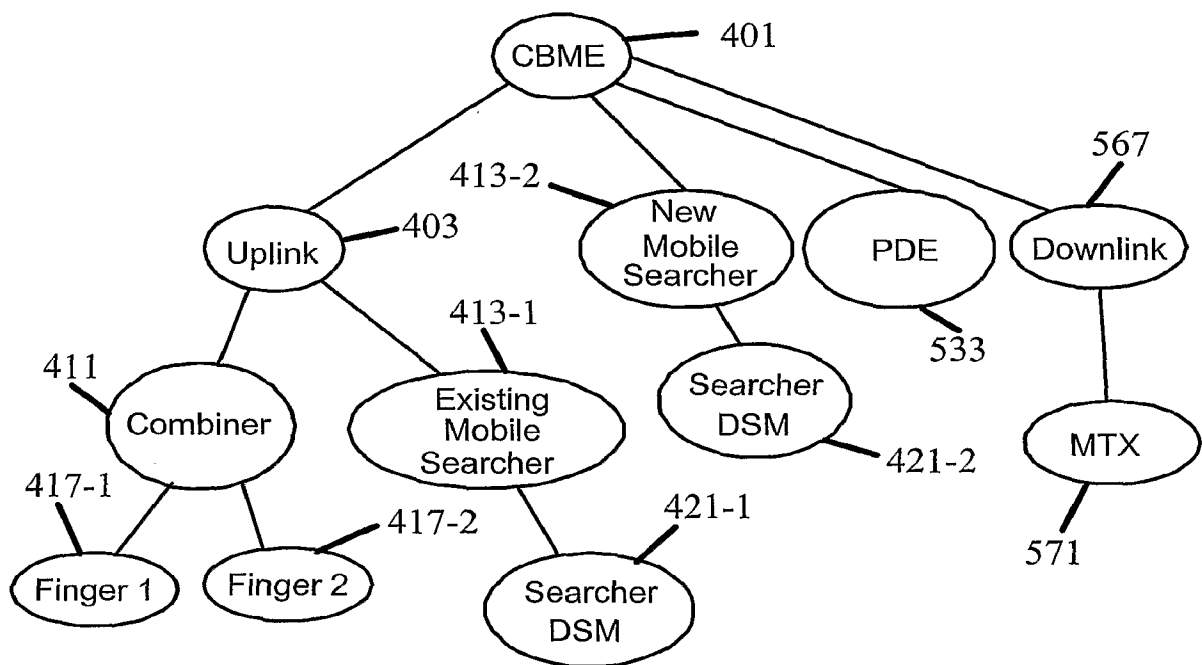 CBME
401
567
413-2
New
Mobile
Searcher
403
Uplink
PDE
Downlink
413-1
533
411
Combiner
Existing
Mobile
Searcher
Searcher
DSM
MTX
421-2
417-1
417-2
421-1
571
Finger 1
Finger 2
Searcher
DSM